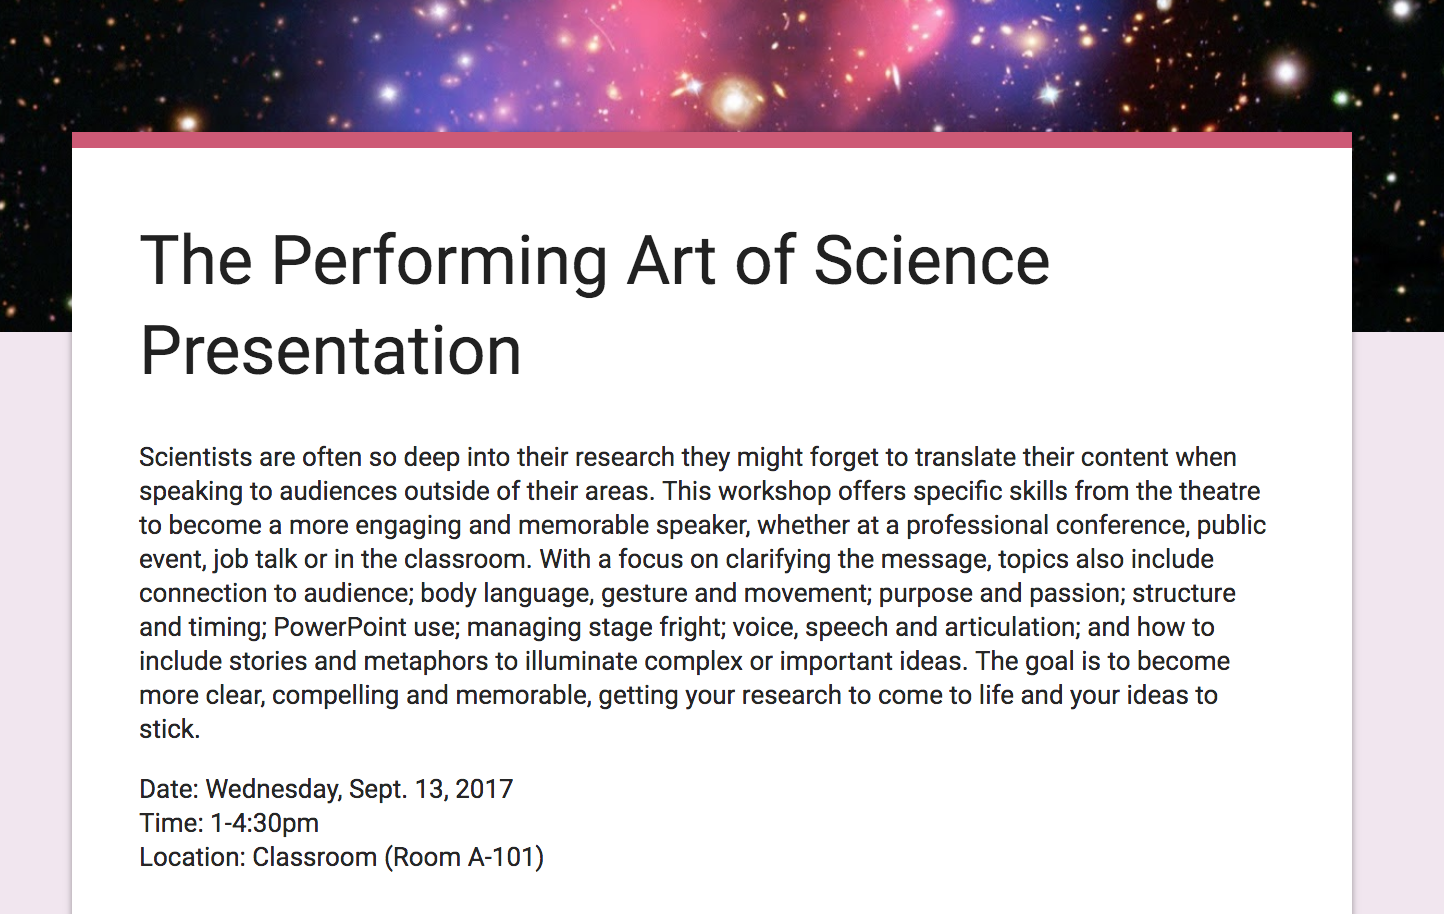 The Performing Art of Science
Presentation
Scientists are often so deep into their research they might forget to translate their content when
speaking to audiences outside of their areas. This workshop offers specific skills from the theatre
to become a more engaging and memorable speaker, whether at a professional conference, public
event, job talk or in the classroom. With a focus on clarifying the message, topics also include
connection to audience; body language, gesture and movement; purpose and passion; structure
and timing; PowerPoint use; managing stage fright; voice, speech and articulation; and how to
include stories and metaphors to illuminate complex or important ideas. The goal is to become
more clear, compelling and memorable, getting your research to come to life and your ideas to
stick.
Date: Wednesday, Sept. 13, 2017
Time: 1-4:30pm
Location: Classroom (Room A-101)